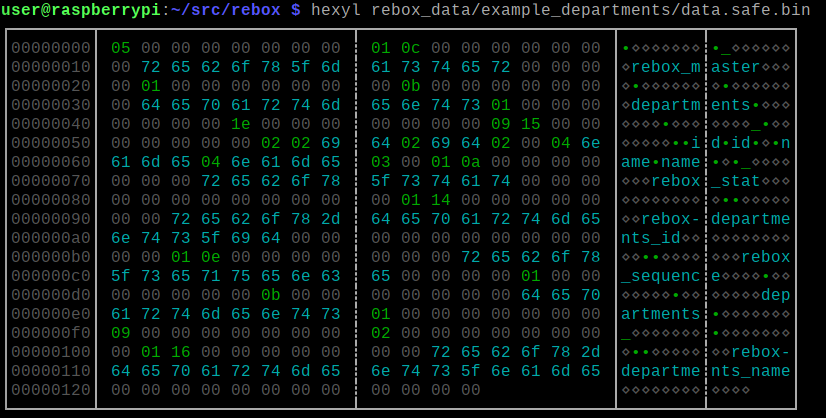 user@raspberrypi:~/src/rebox $ hexyl rebox_data/example_departments/data.safe.bin
00000000 05 00 00 00 00 00 00 00 01 0c 00 00 00 00 00 00 •⋄⋄⋄⋄⋄⋄⋄ •_⋄⋄⋄⋄⋄⋄
00000010 00 72 65 62 6f 78 5f 6d 61 73 74 65 72 00 00 00 ⋄rebox_m aster⋄⋄⋄
00000020 00 01 00 00 00 00 00 00 00 0b 00 00 00 00 00 00 ⋄•⋄⋄⋄⋄⋄⋄ ⋄•⋄⋄⋄⋄⋄⋄
00000030 00 64 65 70 61 72 74 6d 65 6e 74 73 01 00 00 00 ⋄departm ents•⋄⋄⋄
00000040 00 00 00 00 1e 00 00 00 00 00 00 00 09 15 00 00 ⋄⋄⋄⋄•⋄⋄⋄ ⋄⋄⋄⋄_•⋄⋄
00000050 00 00 00 00 00 02 02 69 64 02 69 64 02 00 04 6e ⋄⋄⋄⋄⋄••i d•id•⋄•n
00000060 61 6d 65 04 6e 61 6d 65 03 00 01 0a 00 00 00 00 ame•name •⋄•_⋄⋄⋄⋄
00000070 00 00 00 72 65 62 6f 78 5f 73 74 61 74 00 00 00 ⋄⋄⋄rebox _stat⋄⋄⋄
00000080 00 00 00 00 00 00 00 00 00 01 14 00 00 00 00 00 ⋄⋄⋄⋄⋄⋄⋄⋄ ⋄••⋄⋄⋄⋄⋄
00000090 00 00 72 65 62 6f 78 2d 64 65 70 61 72 74 6d 65 ⋄⋄rebox- departme
000000a0 6e 74 73 5f 69 64 00 00 00 00 00 00 00 00 00 00 nts_id⋄⋄ ⋄⋄⋄⋄⋄⋄⋄⋄
000000b0 00 00 01 0e 00 00 00 00 00 00 00 72 65 62 6f 78 ⋄⋄••⋄⋄⋄⋄ ⋄⋄⋄rebox
000000c0 5f 73 65 71 75 65 6e 63 65 00 00 00 00 01 00 00 _sequenc e⋄⋄⋄⋄•⋄⋄
000000d0 00 00 00 00 00 0b 00 00 00 00 00 00 00 64 65 70 ⋄⋄⋄⋄⋄•⋄⋄ ⋄⋄⋄⋄⋄dep
000000e0 61 72 74 6d 65 6e 74 73 01 00 00 00 00 00 00 00 artments •⋄⋄⋄⋄⋄⋄⋄
000000f0 09 00 00 00 00 00 00 00 02 00 00 00 00 00 00 00 _⋄⋄⋄⋄⋄⋄⋄ •⋄⋄⋄⋄⋄⋄⋄
00000100 00 01 16 00 00 00 00 00 00 00 72 65 62 6f 78 2d ⋄••⋄⋄⋄⋄⋄ ⋄⋄rebox-
00000110 64 65 70 61 72 74 6d 65 6e 74 73 5f 6e 61 6d 65 departme nts_name
00000120 00 00 00 00 00 00 00 00 00 00 00 00 ⋄⋄⋄⋄⋄⋄⋄⋄ ⋄⋄⋄⋄